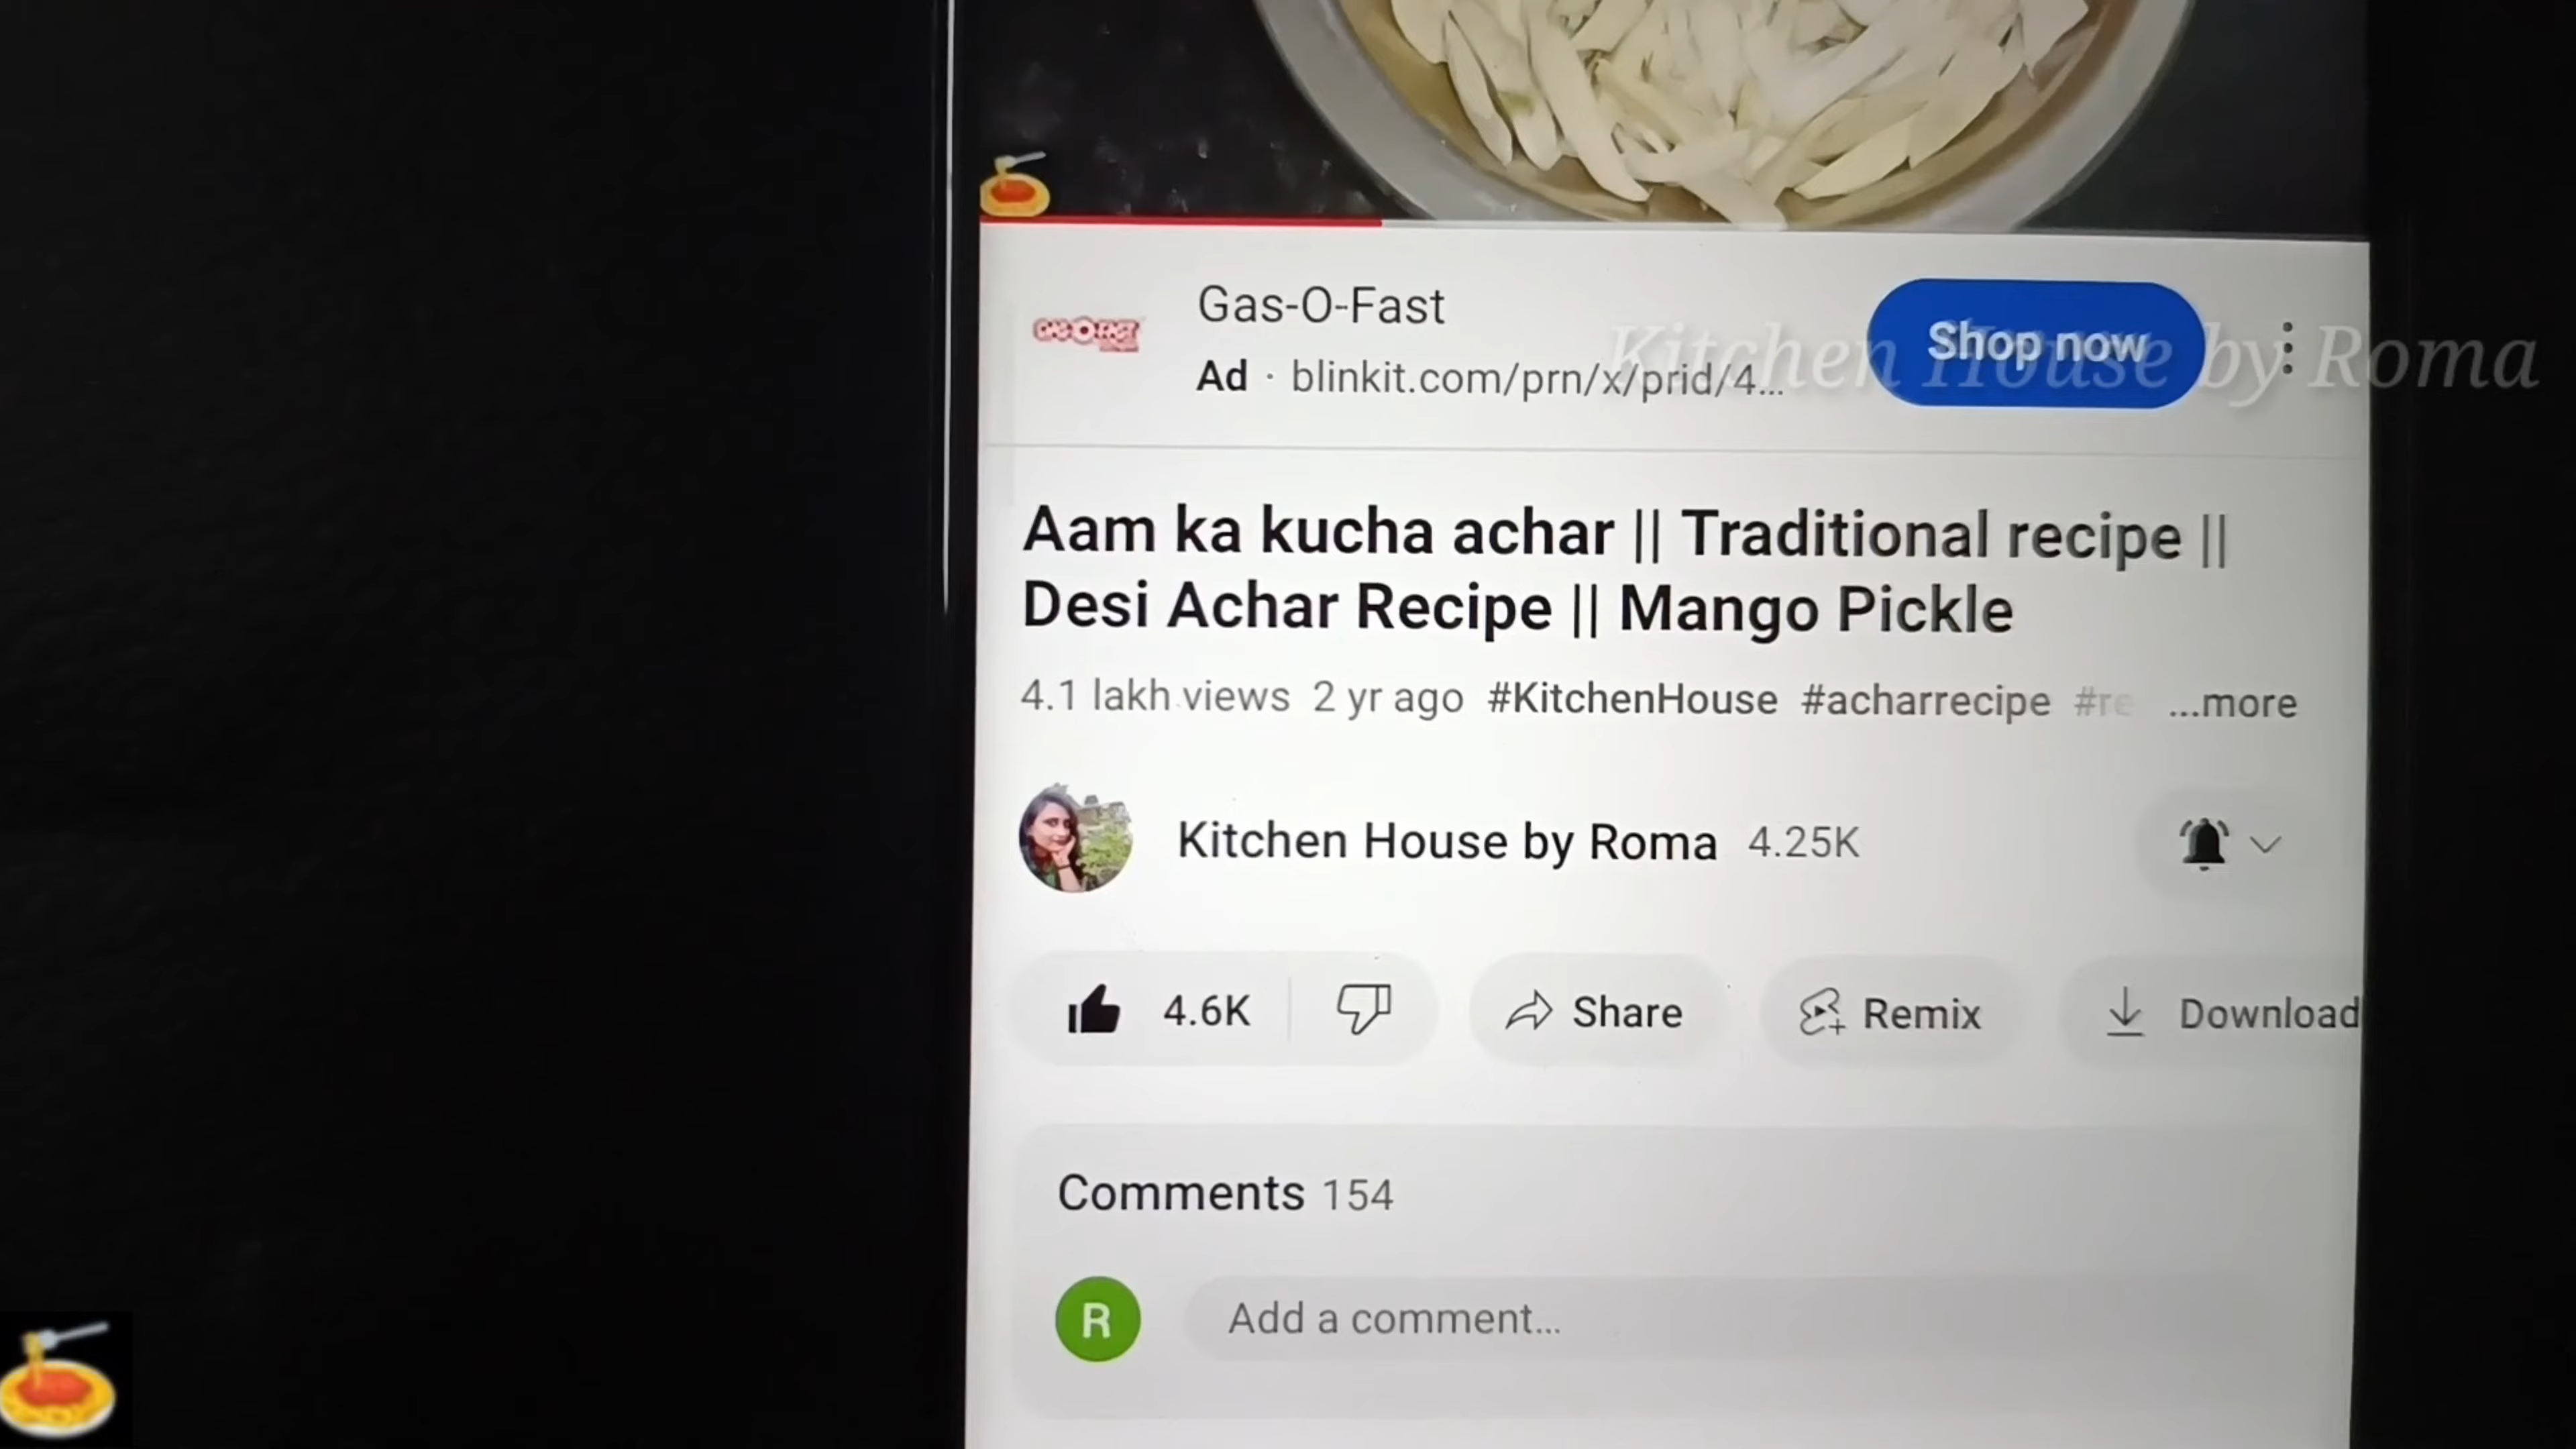 Gas-O-Fast
Ad · blinkit.com/prn/x/prid/4...
Shop now
Kitchen House by Roma
Aam ka kucha achar || Traditional recipe ||
Desi Achar Recipe || Mango Pickle
4.1 lakh views 2 yr ago #KitchenHouse #acharrecipe #re ...more
Kitchen House by Roma 4.25K
4.6K Share Remix Download
Comments 154
R Add a comment...